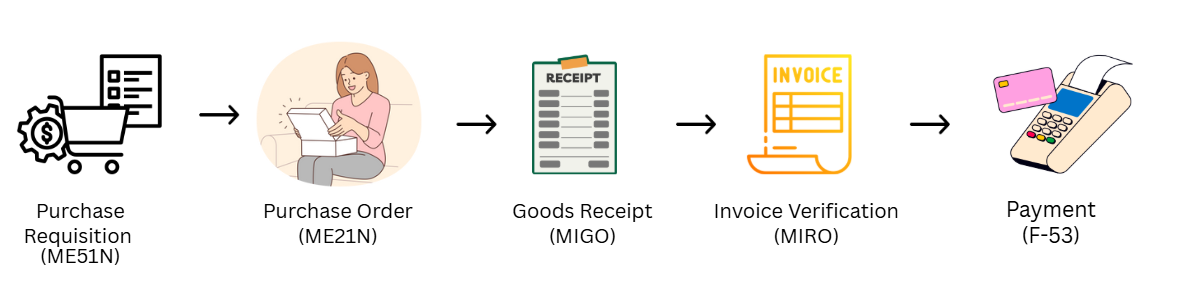 RECEIPT
INVOICE
$
Purchase
Requisition
(ME51N)
Purchase Order
(ME21N)
Goods Receipt
(MIGO)
Invoice Verification
(MIRO)
Payment
(F-53)